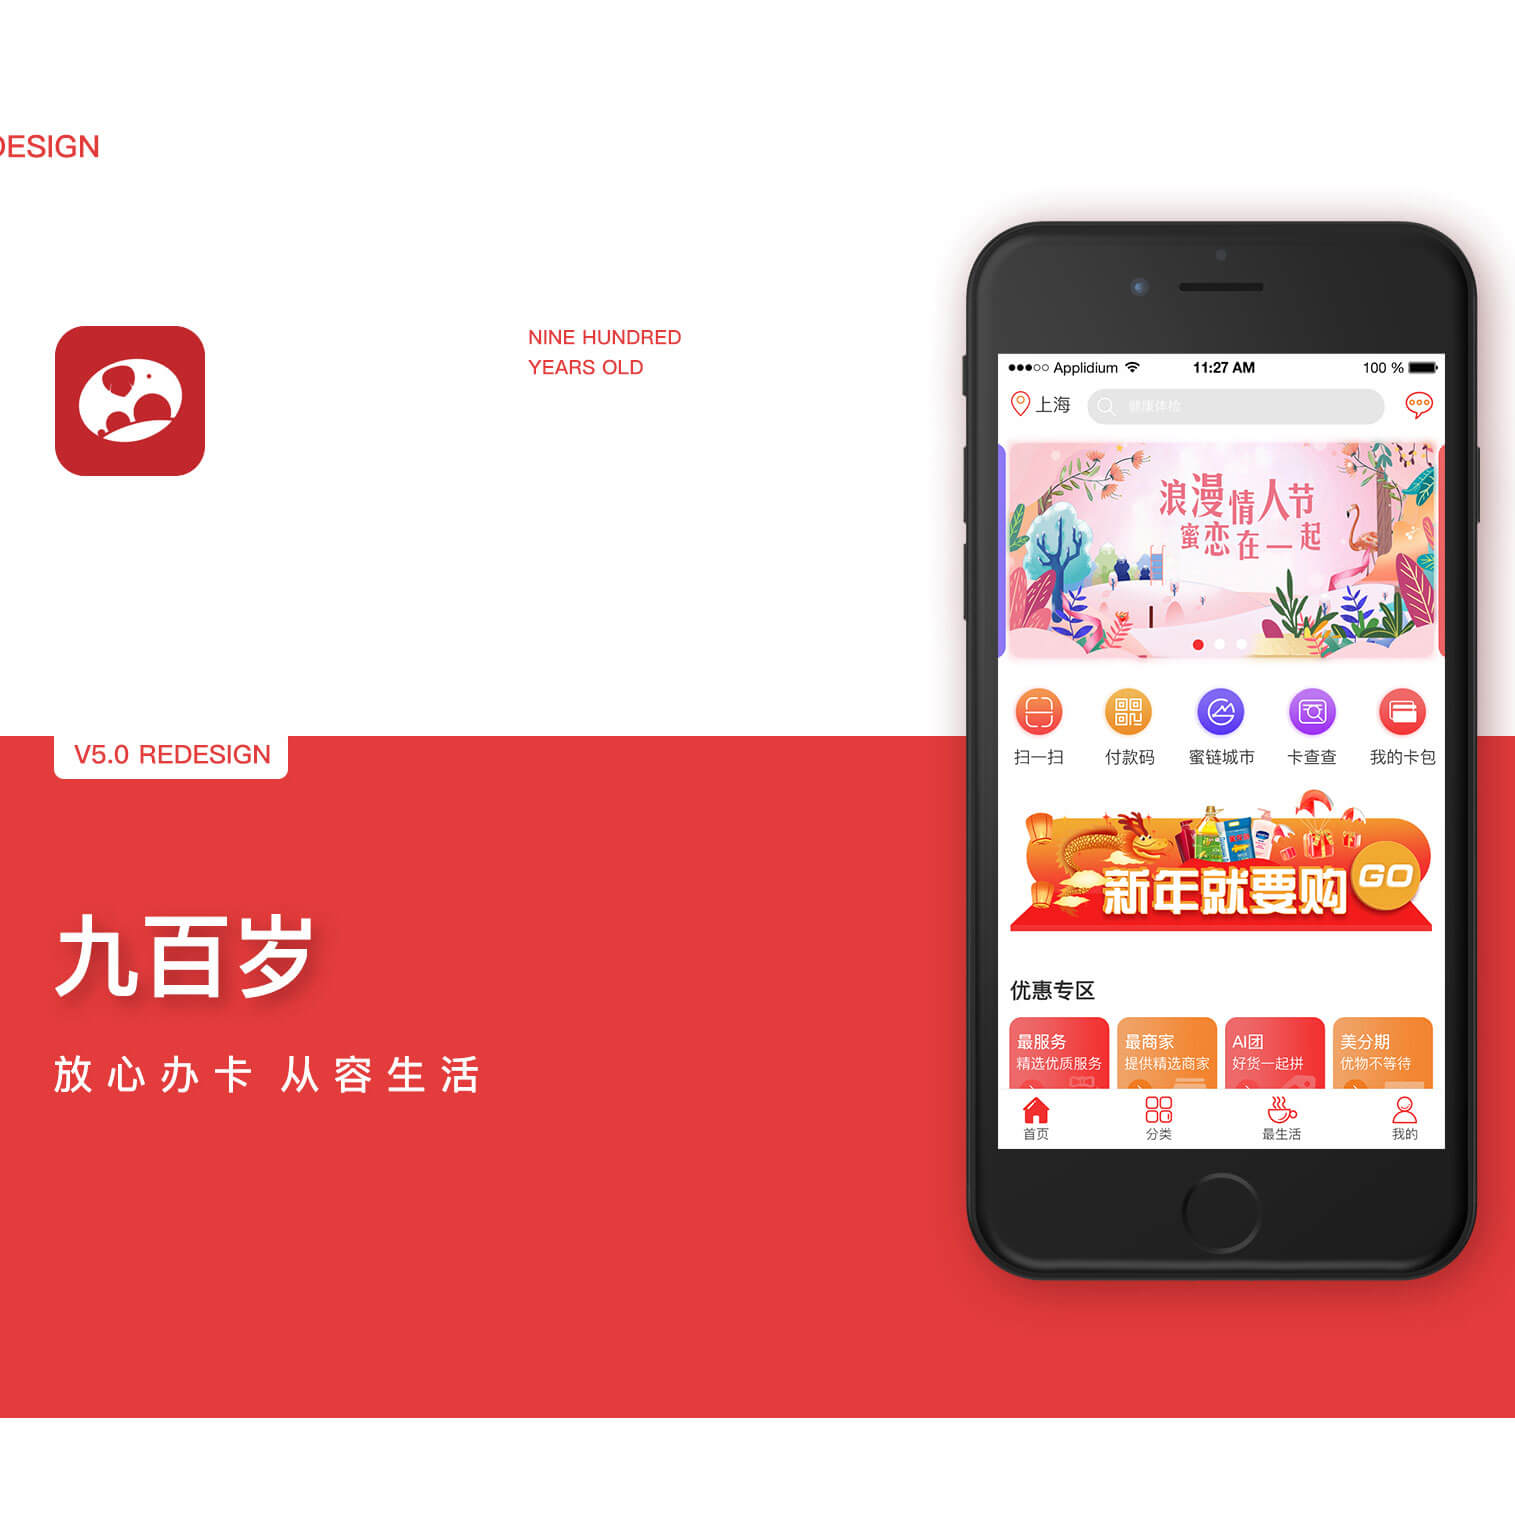 DESIGN
NINE HUNDRED
YEARS OLD
V5.0 REDESIGN
九百岁
放心办卡 从容生活
Applidium 11:27 AM 100 %
上海 健康体检
浪漫情人节
蜜恋在一起
扫一扫 付款码 蜜链城市 卡查查 我的卡包
新年就要购 GO
优惠专区
最服务 最商家 AI团 美分期
精选优质服务 提供精选商家 好货一起拼 优物不等待
首页 分类 最生活 我的